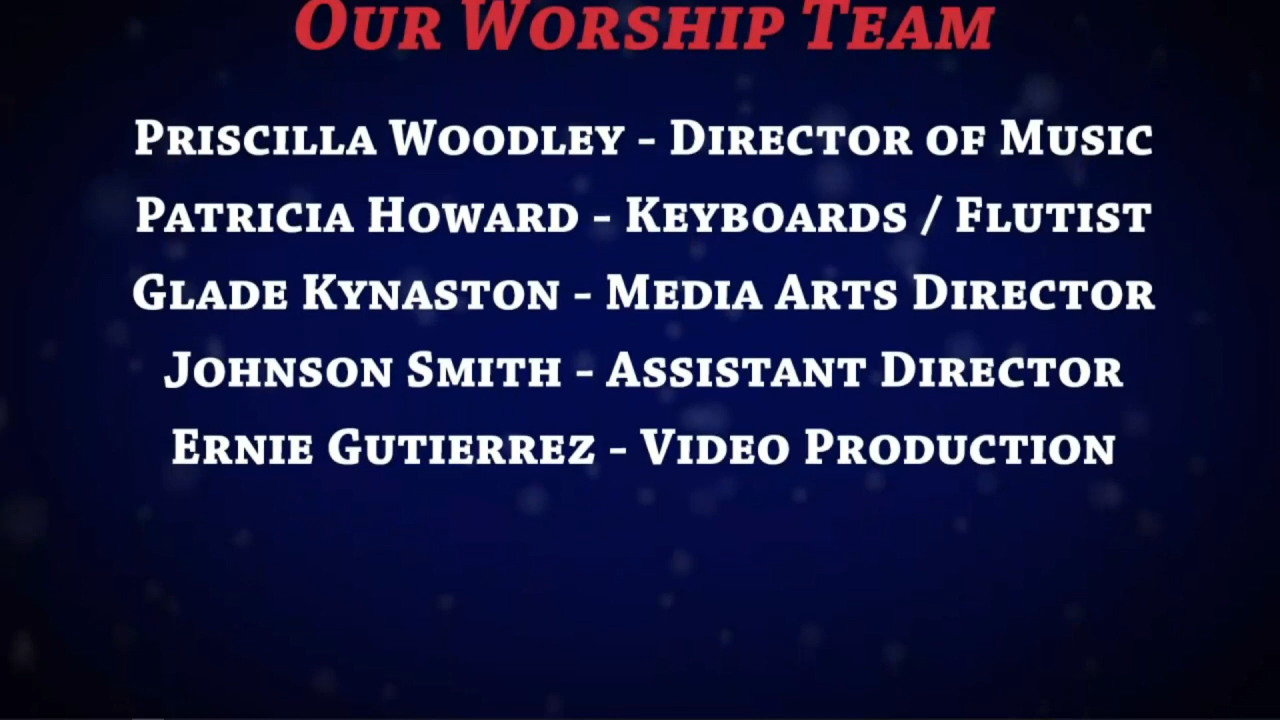 Our Worship Team
Priscilla Woodley - Director of Music
Patricia Howard - Keyboards / Flutist
Glade Kynaston - Media Arts Director
Johnson Smith - Assistant Director
Ernie Gutierrez - Video Production